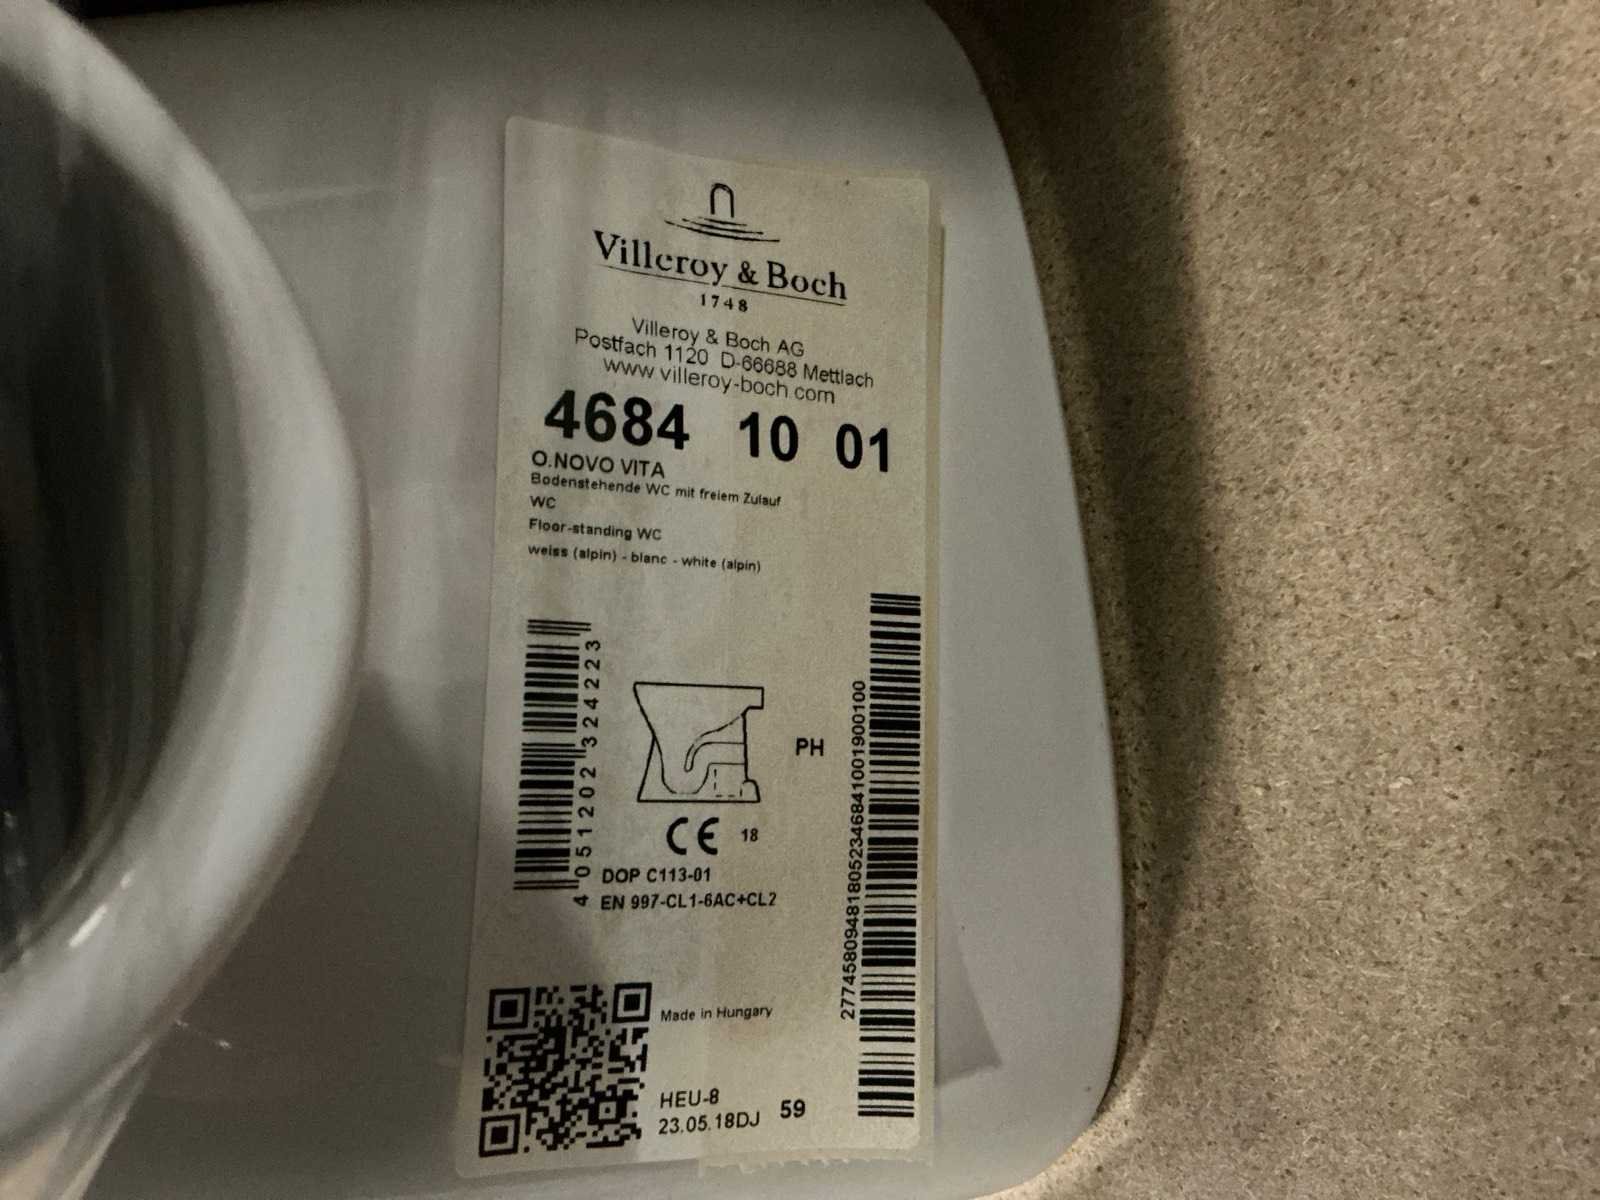 Villeroy & Boch
1748
Villeroy & Boch AG
Postfach 1120 D-66688 Mettlach
www.villeroy-boch.com
4684 10 01
O.NOVO VITA
Bodenstehende WC mit freiem Zulauf
WC
Floor-standing WC
weiss (alpin) - blanc - white (alpin)
4 051202 324223
PH
277458094818052346841001900100
CE 18
DOP C113-01
EN 997-CL1-6AC+CL2
Made in Hungary
HEU-8
23.05.18DJ 59